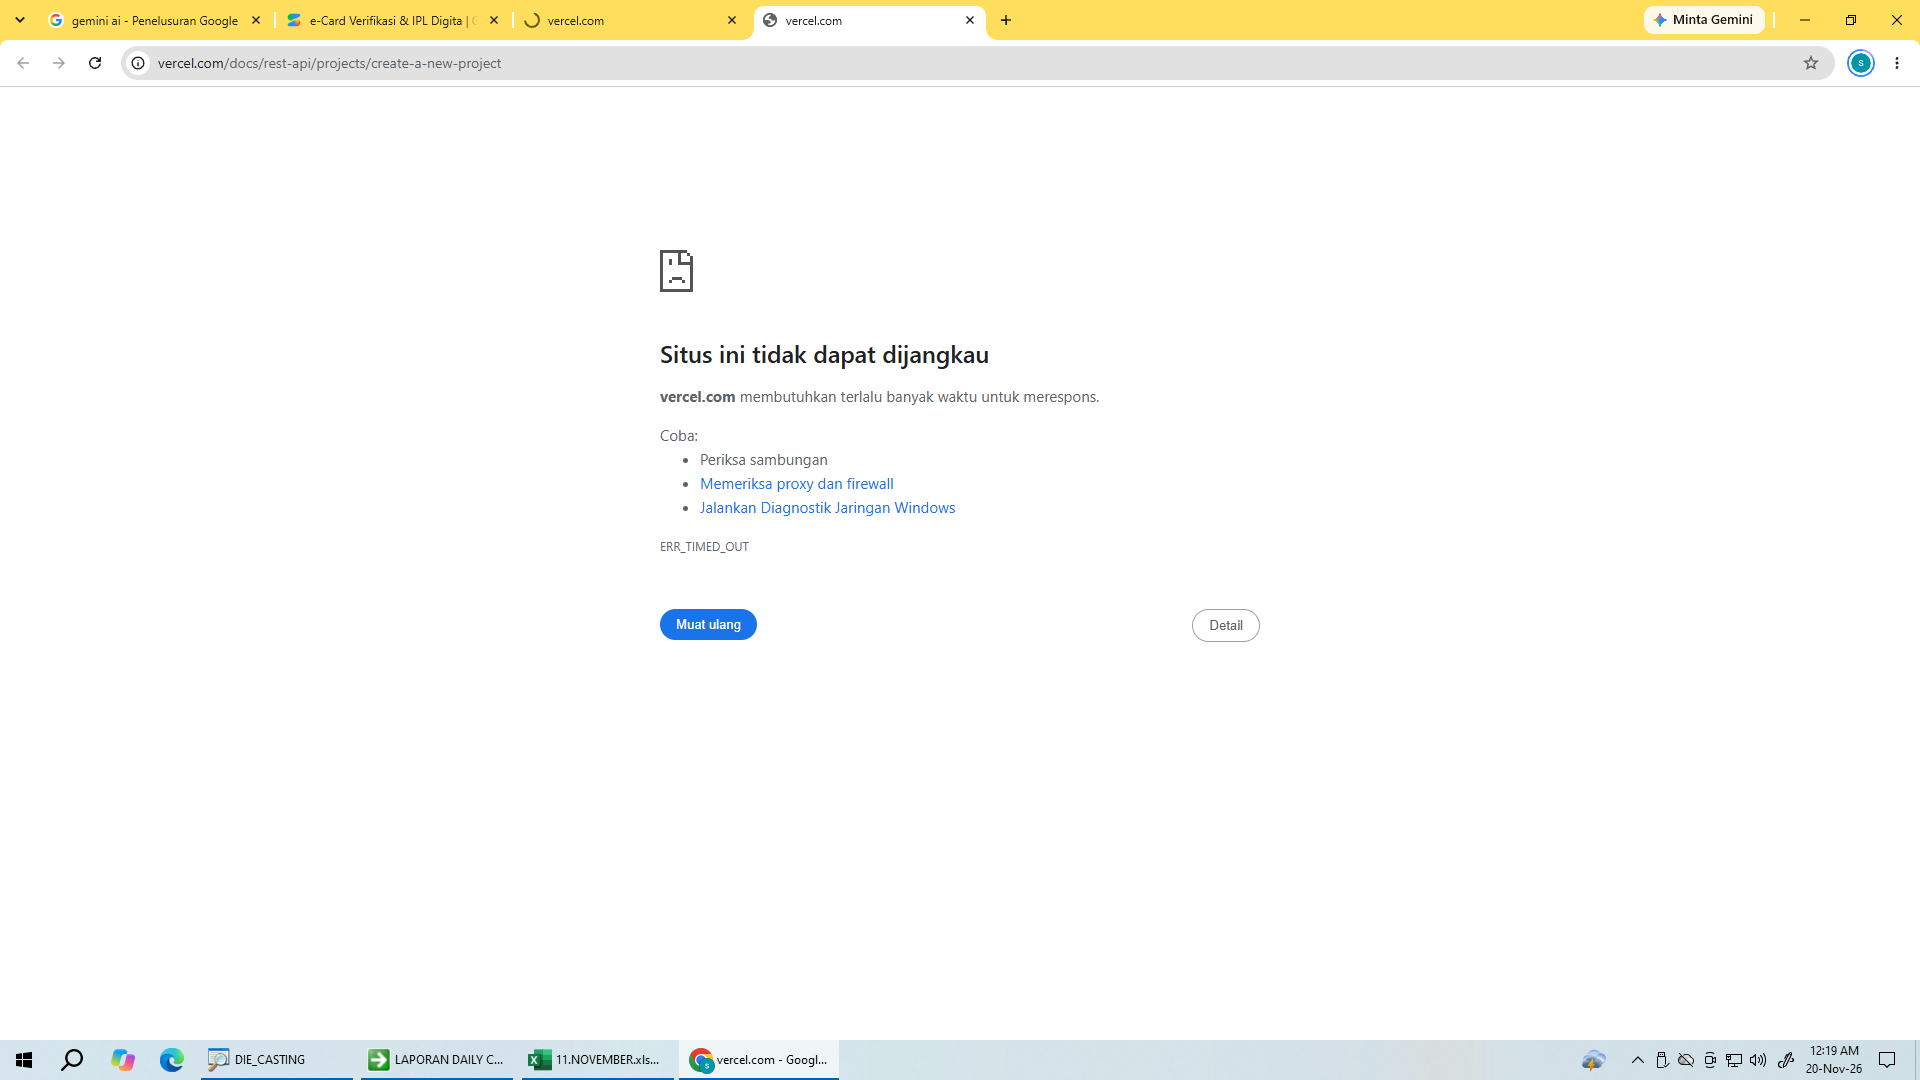 gemini ai - Penelusuran Google
e-Card Verifikasi & IPL Digita |
vercel.com
vercel.com
Minta Gemini
vercel.com/docs/rest-api/projects/create-a-new-project
s
Situs ini tidak dapat dijangkau
vercel.com membutuhkan terlalu banyak waktu untuk merespons.
Coba:
• Periksa sambungan
• Memeriksa proxy dan firewall
• Jalankan Diagnostik Jaringan Windows
ERR_TIMED_OUT
Muat ulang
Detail
DIE_CASTING
LAPORAN DAILY C...
11.NOVEMBER.xls...
vercel.com - Googl...
12:19 AM
20-Nov-26